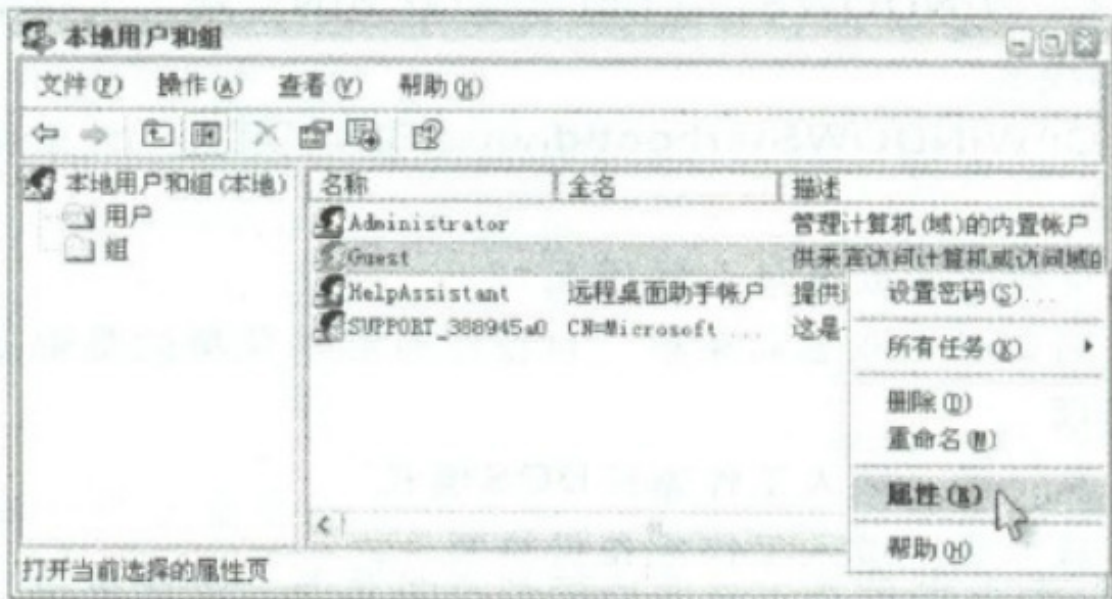 本地用户和组
文件(F) 操作(A) 查看(V) 帮助(H)
本地用户和组(本地)
用户
组
名称 全名 描述
Administrator 管理计算机(域)的内置帐户
Guest 供来宾访问计算机或访问域的
HelpAssistant 远程桌面助手帐户 提供
SUPPORT_388945a0 CN=Microsoft ... 这是
设置密码(S)...
所有任务(K)
删除(D)
重命名(M)
属性(R)
帮助(H)
打开当前选择的属性页